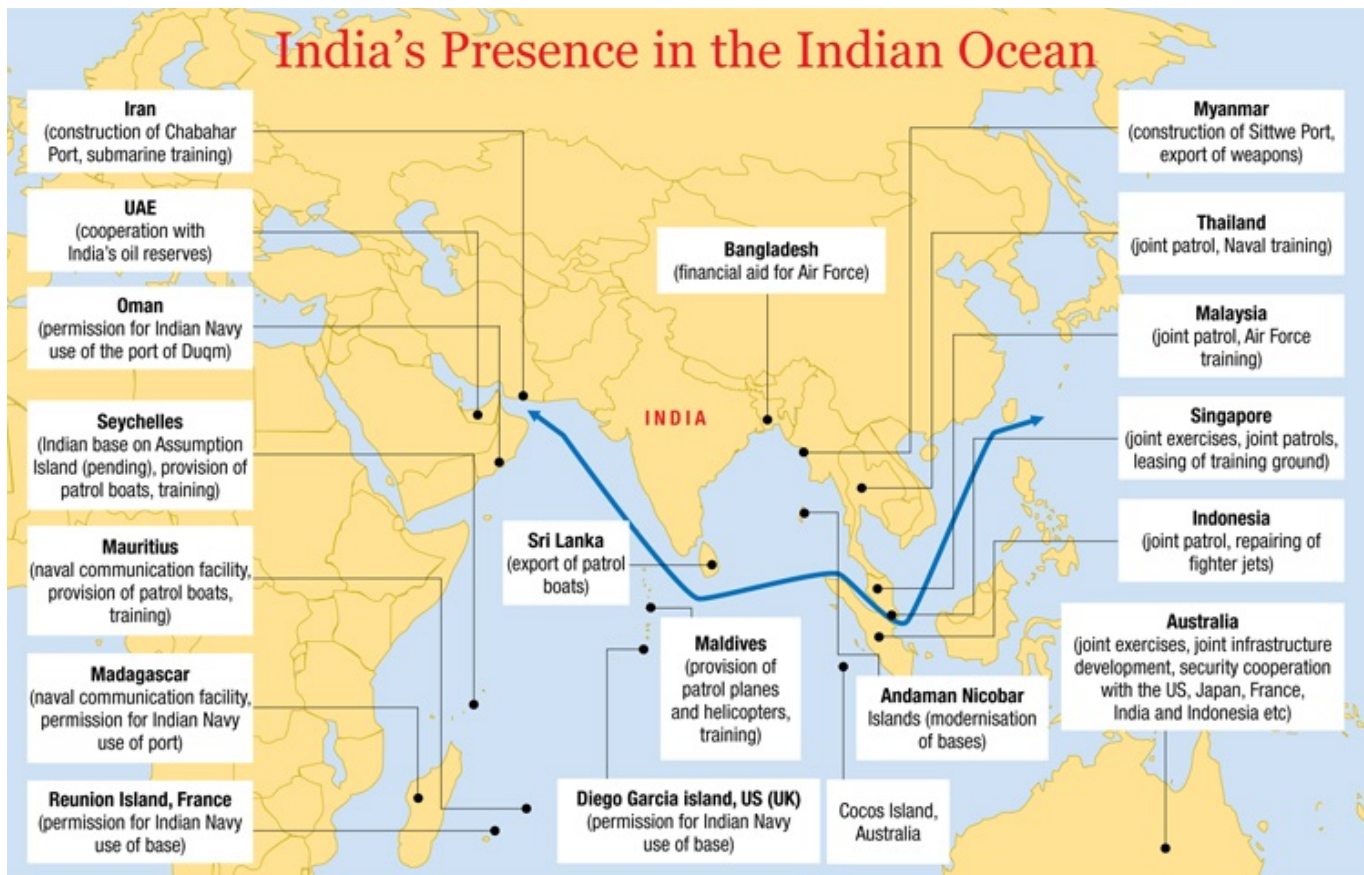 India's Presence in the Indian Ocean
Iran
(construction of Chabahar
Port, submarine training)
UAE
(cooperation with
India's oil reserves)
Oman
(permission for Indian Navy
use of the port of Duqm)
Seychelles
(Indian base on Assumption
Island (pending), provision of
patrol boats, training)
Mauritius
(naval communication facility,
provision of patrol boats,
training)
Madagascar
(naval communication facility,
permission for Indian Navy
use of port)
Reunion Island, France
(permission for Indian Navy
use of base)
Bangladesh
(financial aid for Air Force)
INDIA
Sri Lanka
(export of patrol
boats)
Maldives
(provision of
patrol planes
and helicopters,
training)
Diego Garcia island, US (UK)
(permission for Indian Navy
use of base)
Cocos Island,
Australia
Andaman Nicobar
Islands (modernisation
of bases)
Myanmar
(construction of Sittwe Port,
export of weapons)
Thailand
(joint patrol, Naval training)
Malaysia
(joint patrol, Air Force
training)
Singapore
(joint exercises, joint patrols,
leasing of training ground)
Indonesia
(joint patrol, repairing of
fighter jets)
Australia
(joint exercises, joint infrastructure
development, security cooperation
with the US, Japan, France,
India and Indonesia etc)